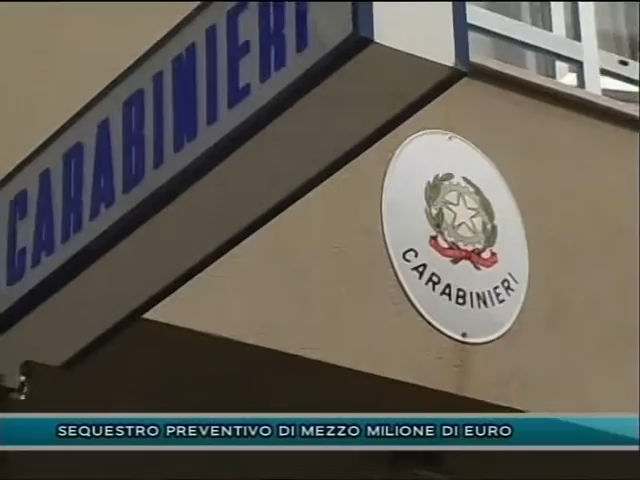 CARABINIERI
CARABINIERI
SEQUESTRO PREVENTIVO DI MEZZO MILIONE DI EURO